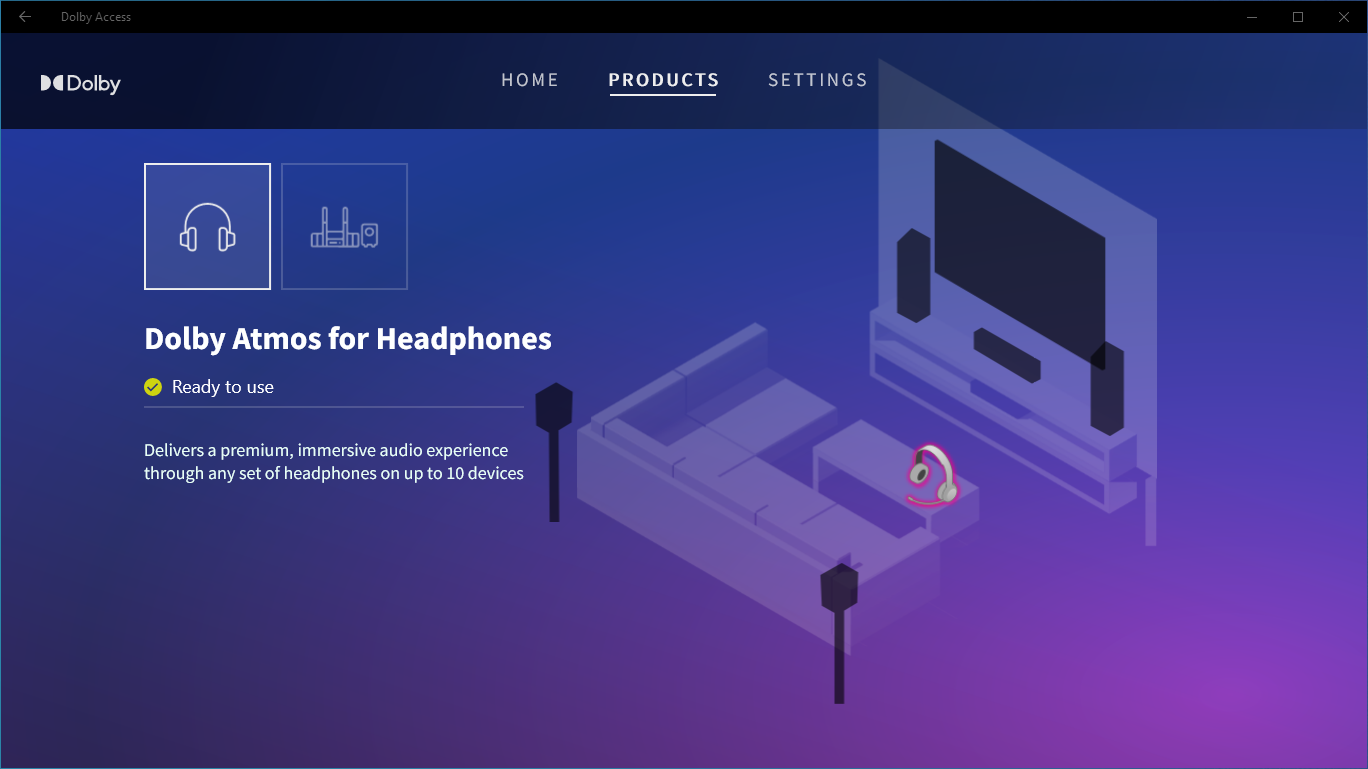 Dolby Access
Dolby
HOME
PRODUCTS
SETTINGS
Dolby Atmos for Headphones
Ready to use
Delivers a premium, immersive audio experience
through any set of headphones on up to 10 devices